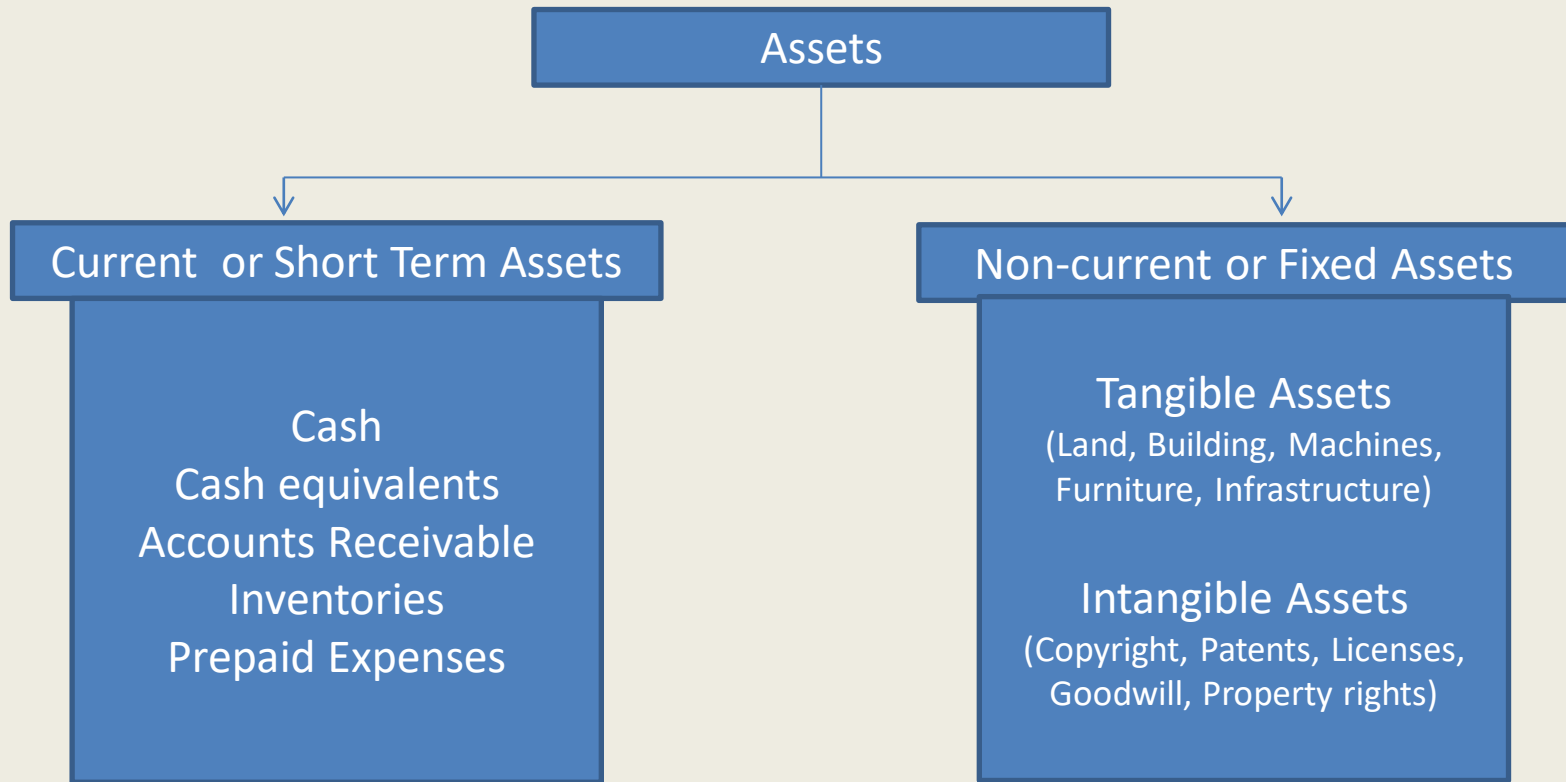 Assets
Current  or Short Term Assets
Cash
Cash equivalents
Accounts Receivable
Inventories
Prepaid Expenses
Non-current or Fixed Assets
Tangible Assets
(Land, Building, Machines,
Furniture, Infrastructure)
Intangible Assets
(Copyright, Patents, Licenses,
Goodwill, Property rights)